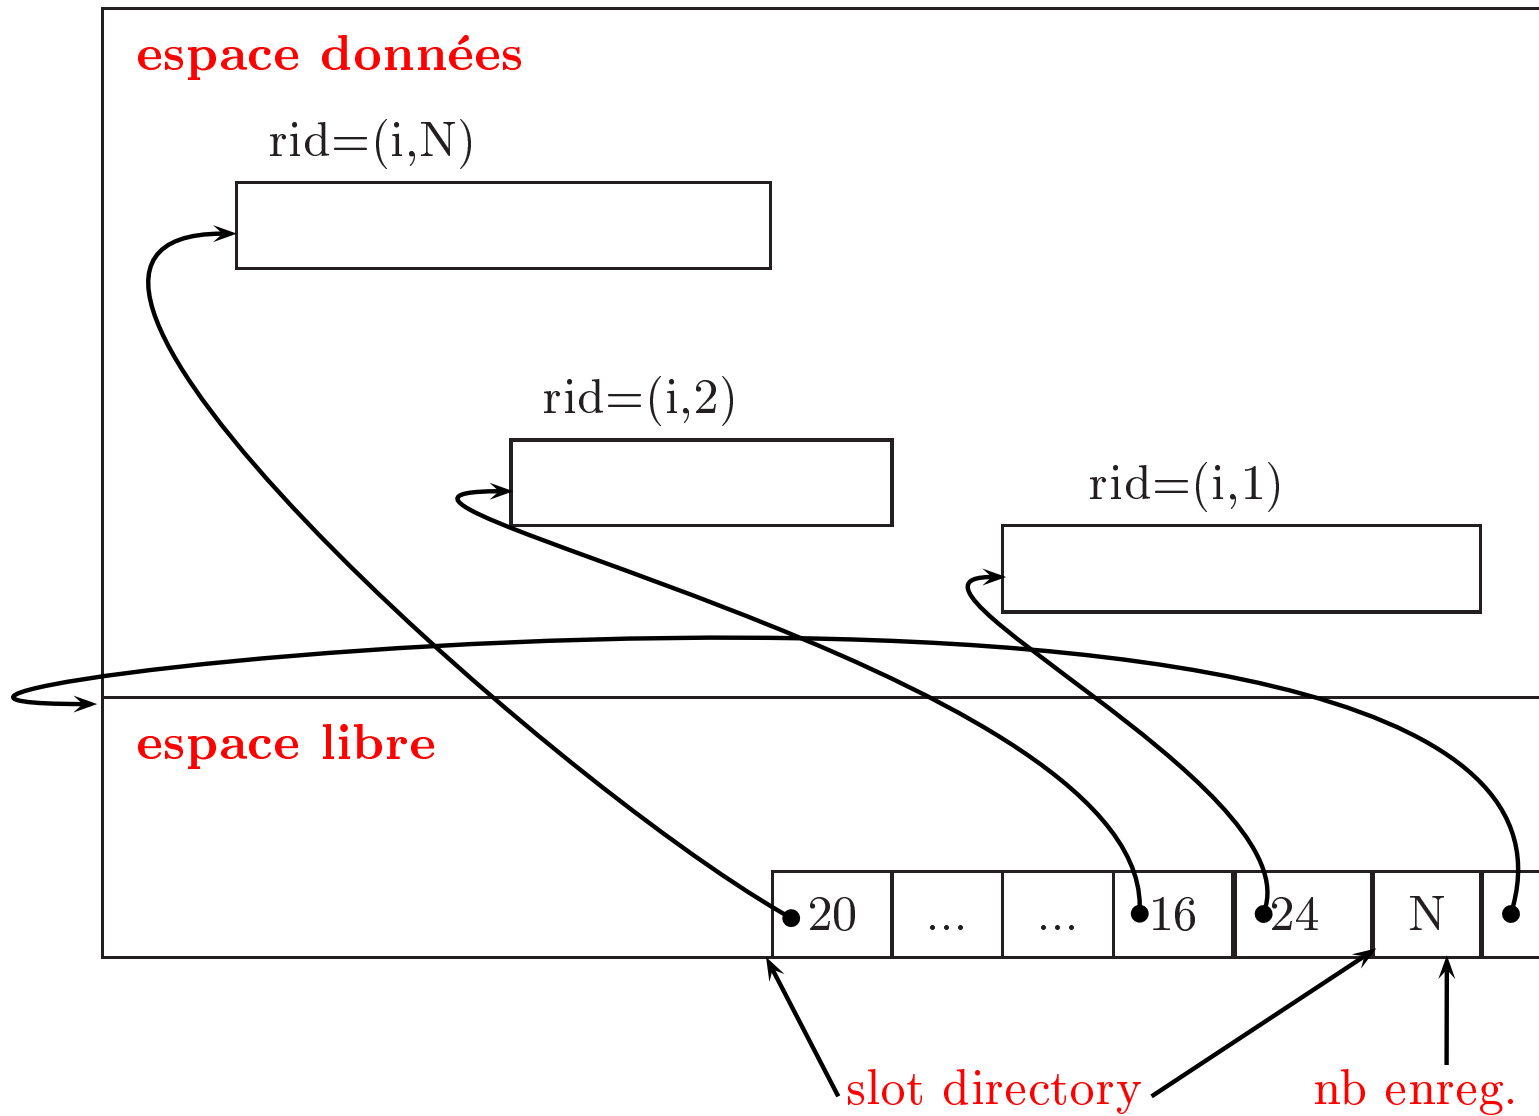 espace données
rid=(i,N)
rid=(i,2)
rid=(i,1)
espace libre
20 ... ... 16 24 N
slot directory nb enreg.